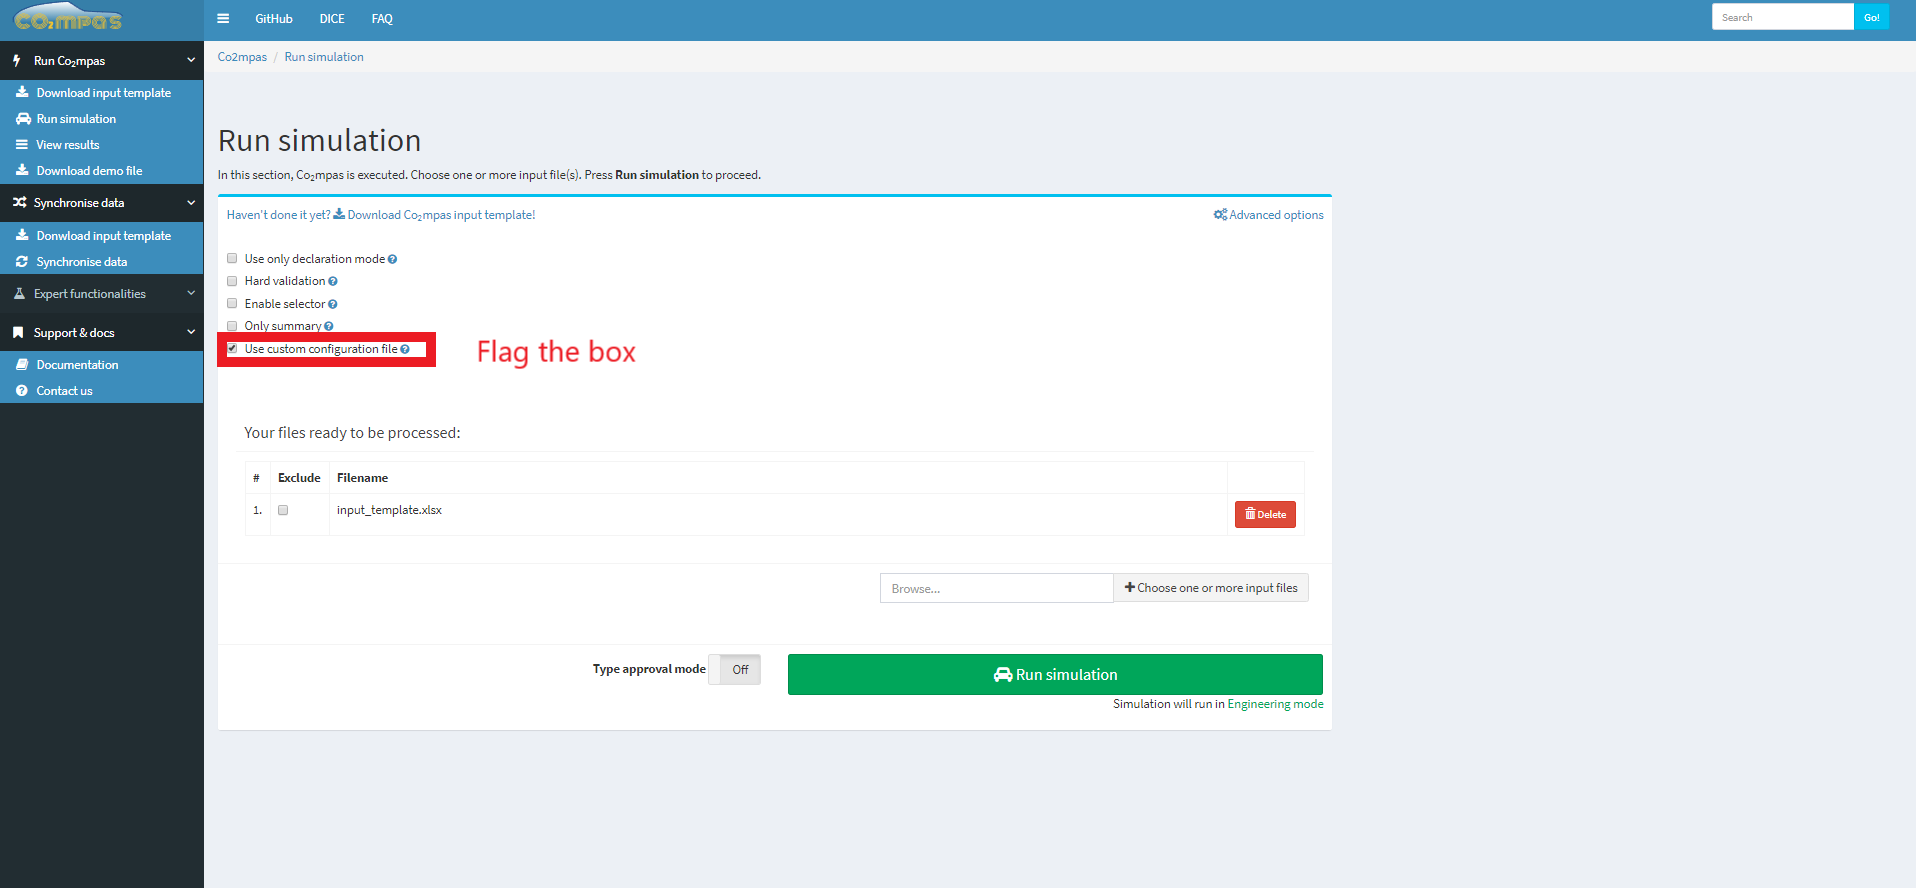 CO2MPAS
GitHub DICE FAQ
Search Go!
Run Co₂mpas
Download input template
Run simulation
View results
Download demo file
Synchronise data
Donwload input template
Synchronise data
Expert functionalities
Support & docs
Documentation
Contact us
Co2mpas / Run simulation
Run simulation
In this section, Co₂mpas is executed. Choose one or more input file(s). Press Run simulation to proceed.
Haven't done it yet? Download Co₂mpas input template! Advanced options
Use only declaration mode
Hard validation
Enable selector
Only summary
Use custom configuration file
Flag the box
Your files ready to be processed:
# Exclude Filename
1. input_template.xlsx Delete
Browse... Choose one or more input files
Type approval mode Off Run simulation
Simulation will run in Engineering mode